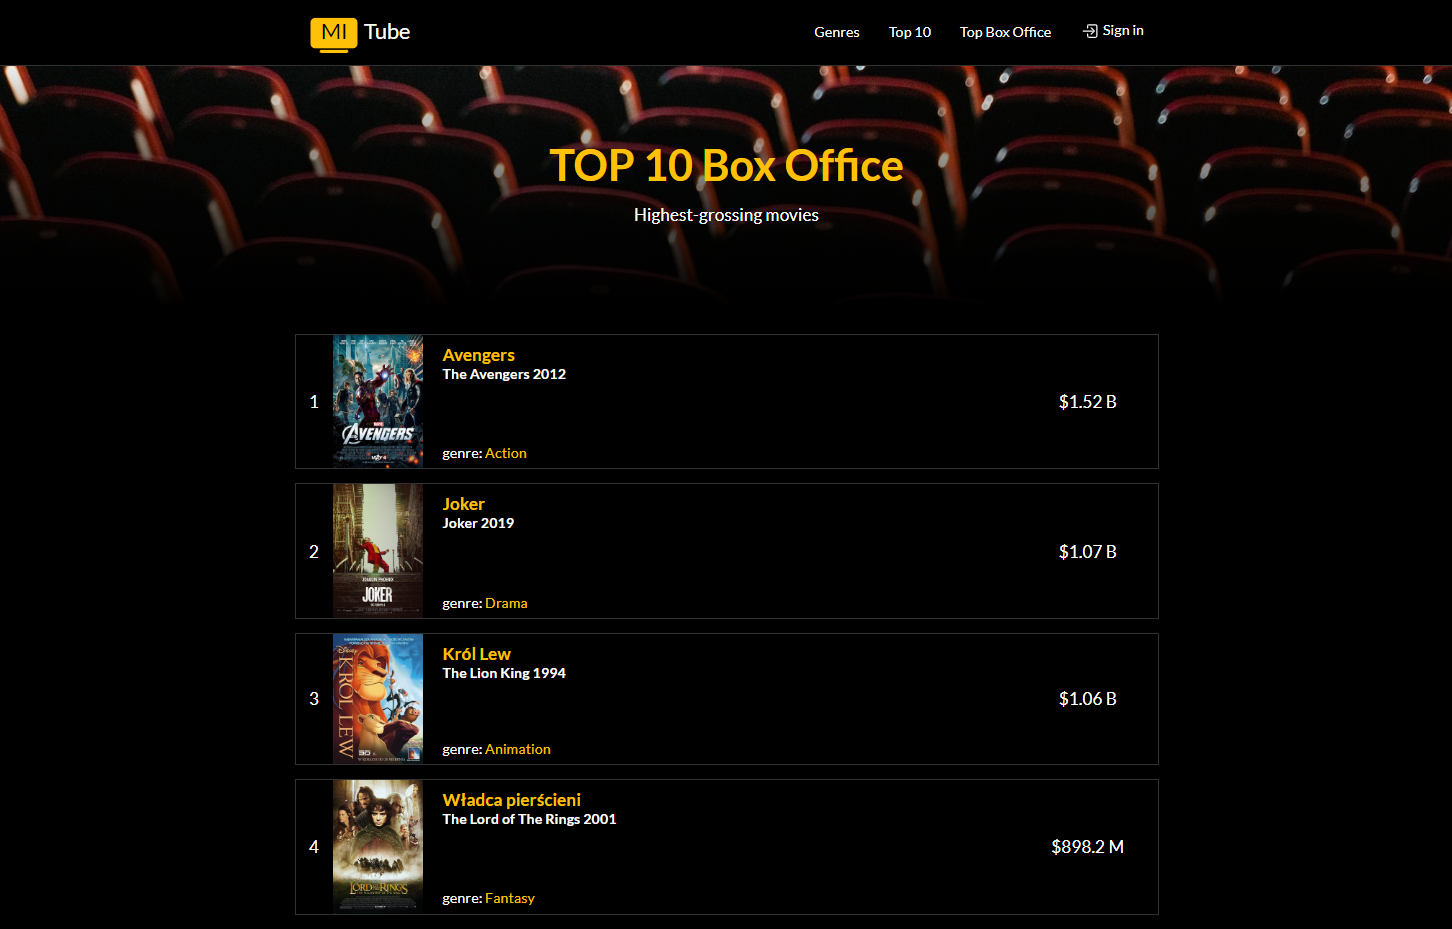 MI Tube
Genres
Top 10
Top Box Office
Sign in
TOP 10 Box Office
Highest-grossing movies
1
AVENGERS
Avengers
The Avengers 2012
genre: Action
$1.52 B
2
JOAQUIN PHOENIX
JOKER
Joker
Joker 2019
genre: Drama
$1.07 B
3
Disney
KRÓL LEW
Król Lew
The Lion King 1994
genre: Animation
$1.06 B
4
LORD OF THE RINGS
Władca pierścieni
The Lord of The Rings 2001
genre: Fantasy
$898.2 M